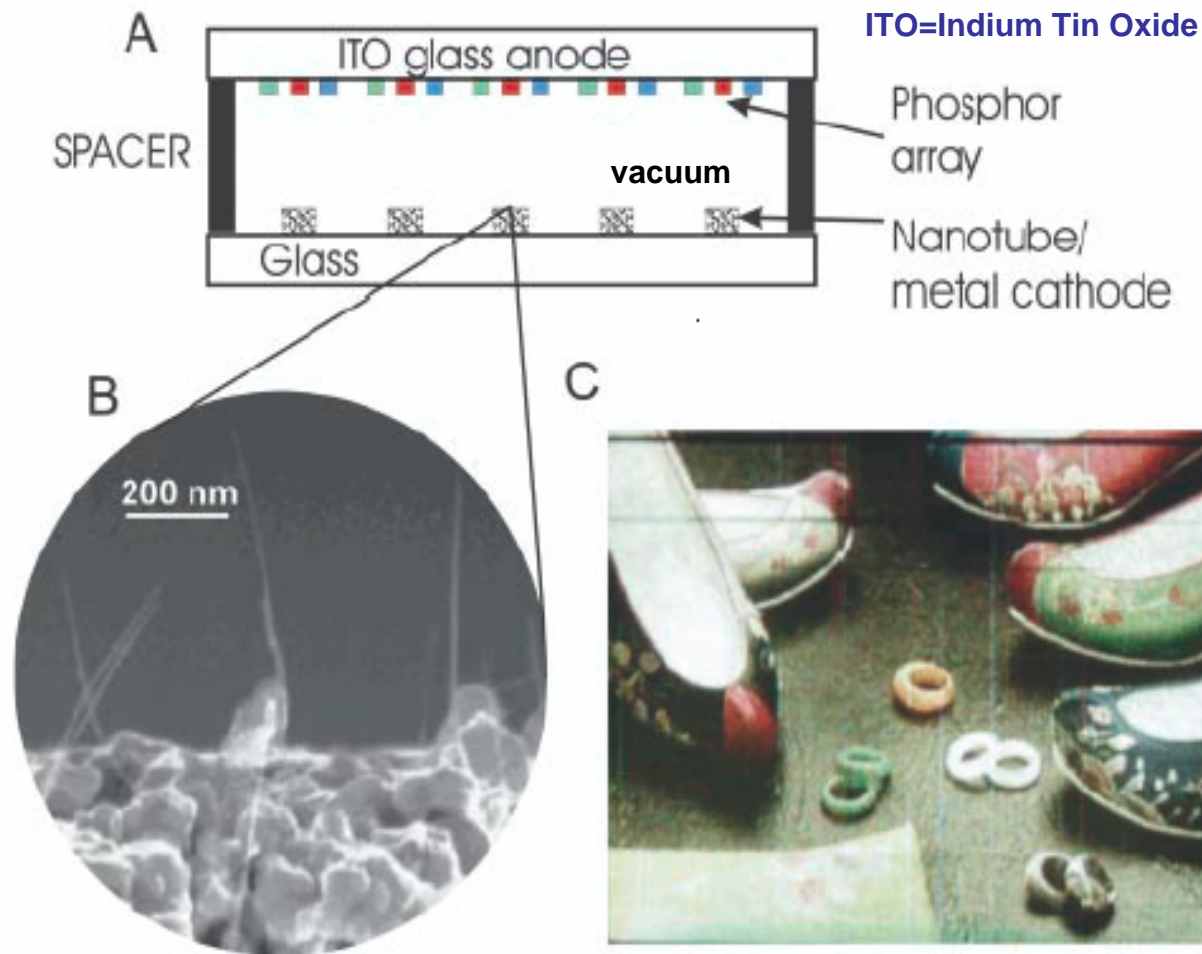 A
ITO=Indium Tin Oxide
ITO glass anode
Phosphor
array
SPACER
vacuum
Nanotube/
metal cathode
Glass
B
C
200 nm